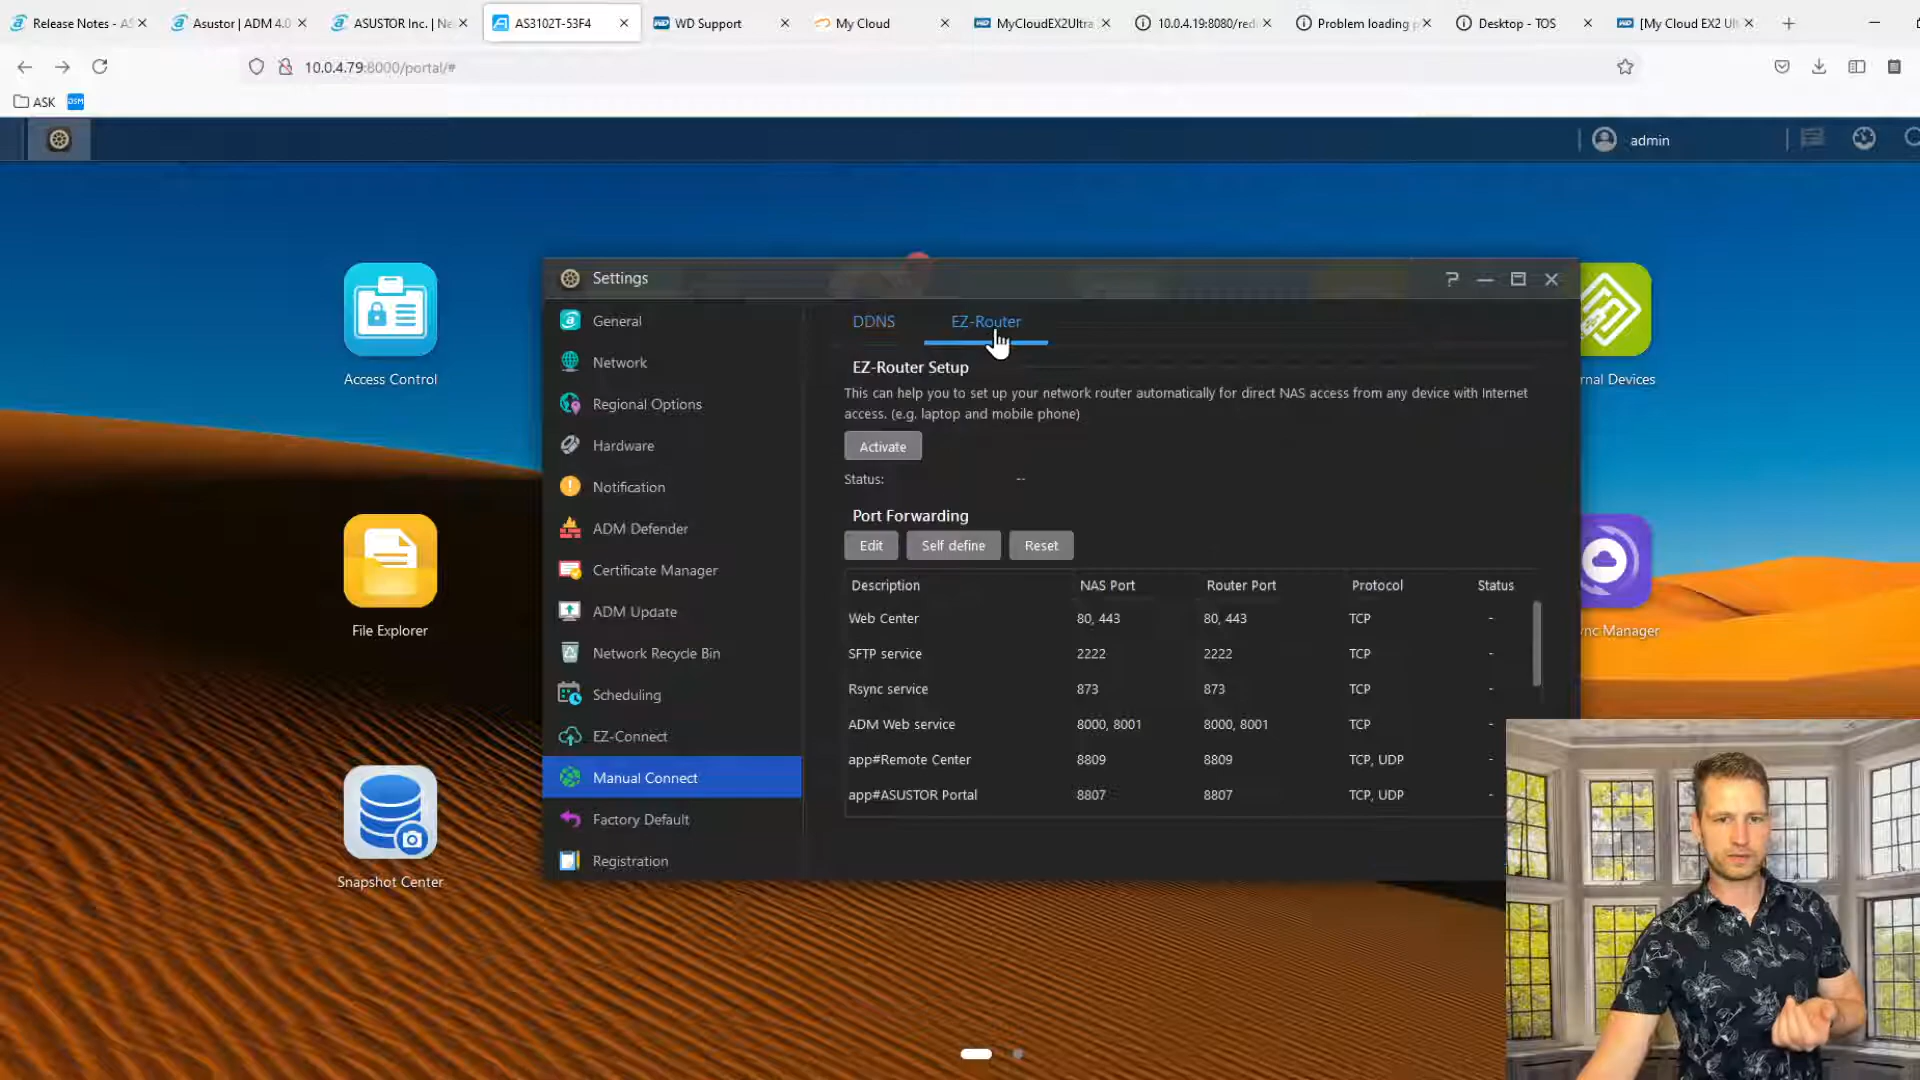 Release Notes - AS
Asustor | ADM 4.0
ASUSTOR Inc. | Ne
AS3102T-53F4
WD Support
My Cloud
MyCloudEX2Ultra
10.0.4.19:8080/red
Problem loading p
Desktop - TOS
[My Cloud EX2 Ul
10.0.4.79:8000/portal/#
ASK
DSM
admin
Settings
Access Control
rnal Devices
File Explorer
nc Manager
Snapshot Center
General
Network
Regional Options
Hardware
Notification
ADM Defender
Certificate Manager
ADM Update
Network Recycle Bin
Scheduling
EZ-Connect
Manual Connect
Factory Default
Registration
DDNS EZ-Router
EZ-Router Setup
This can help you to set up your network router automatically for direct NAS access from any device with Internet
access. (e.g. laptop and mobile phone)
Activate
Status: --
Port Forwarding
Edit Self define Reset
Description NAS Port Router Port Protocol Status
Web Center 80, 443 80, 443 TCP -
SFTP service 2222 2222 TCP -
Rsync service 873 873 TCP -
ADM Web service 8000, 8001 8000, 8001 TCP -
app#Remote Center 8809 8809 TCP, UDP -
app#ASUSTOR Portal 8807 8807 TCP, UDP -